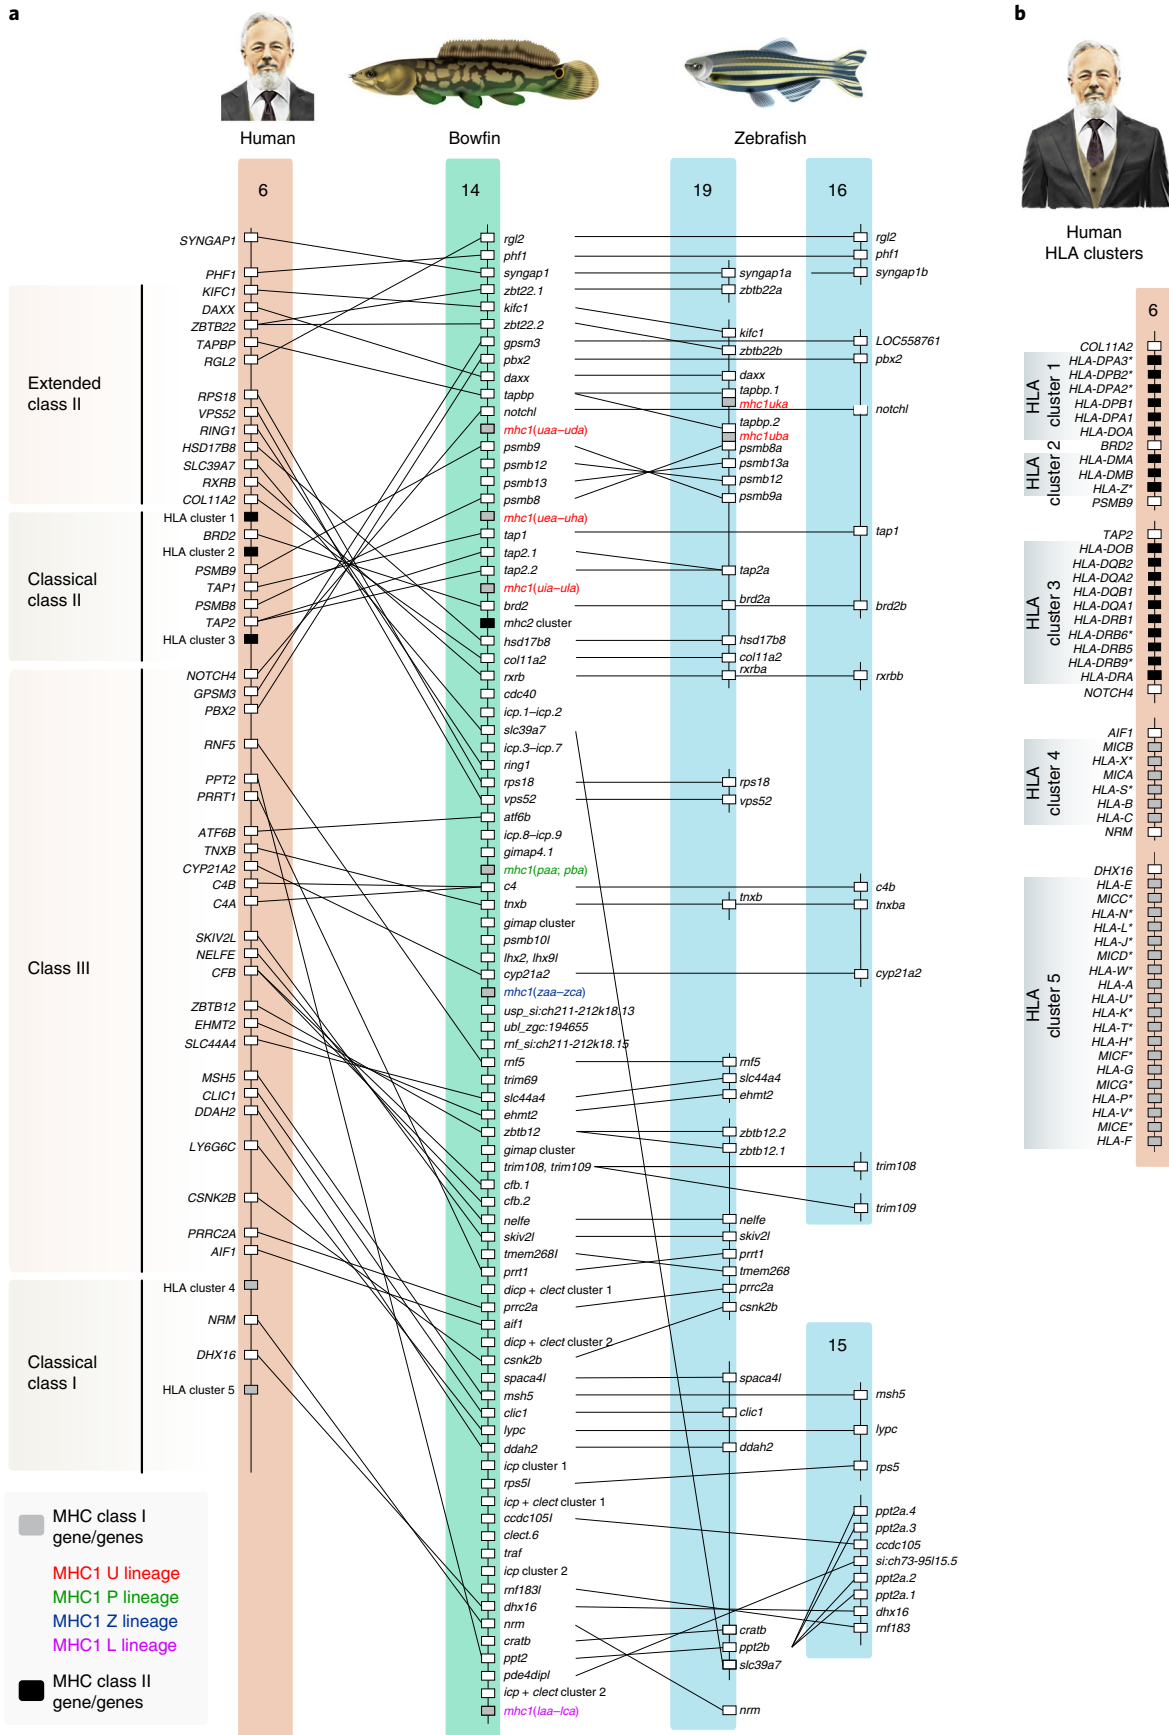 a
b
Human
Bowfin
Zebrafish
Human
HLA clusters
6
14
19
16
6
SYNGAP1
PHF1
KIFC1
DAXX
ZBTB22
TAPBP
RGL2
RPS18
VPS52
RING1
HSD17B8
SLC39A7
RXRB
COL11A2
HLA cluster 1
BRD2
HLA cluster 2
PSMB9
TAP1
PSMB8
TAP2
HLA cluster 3
NOTCH4
GPSM3
PBX2
RNF5
PPT2
PRRT1
ATF6B
TNXB
CYP21A2
C4B
C4A
SKIV2L
NELFE
CFB
ZBTB12
EHMT2
SLC44A4
MSH5
CLIC1
DDAH2
LY6G6C
CSNK2B
PRRC2A
AIF1
HLA cluster 4
NRM
DHX16
HLA cluster 5
Extended
class II
Classical
class II
Class III
Classical
class I
rgl2
phf1
syngap1
zbt22.1
kifc1
zbt22.2
gpsm3
pbx2
daxx
tapbp
notchl
mhc1(uaa–uda)
psmb9
psmb12
psmb13
psmb8
mhc1(uea–uha)
tap1
tap2.1
tap2.2
mhc1(uia–ula)
brd2
mhc2 cluster
hsd17b8
col11a2
rxrb
cdc40
icp.1–icp.2
slc39a7
icp.3–icp.7
ring1
rps18
vps52
atf6b
icp.8–icp.9
gimap4.1
mhc1(paa; pba)
c4
tnxb
gimap cluster
psmb10l
lhx2, lhx9l
cyp21a2
mhc1(zaa–zca)
usp_si:ch211-212k18.13
ubl_zgc:194655
rnf_si:ch211-212k18.15
rnf5
trim69
slc44a4
ehmt2
zbtb12
gimap cluster
trim108, trim109
cfb.1
cfb.2
nelfe
skiv2l
tmem268l
prrt1
dicp + clect cluster 1
prrc2a
aif1
dicp + clect cluster 2
csnk2b
spaca4l
msh5
clic1
lypc
ddah2
icp cluster 1
rps5l
icp + clect cluster 1
ccdc105l
clect.6
traf
icp cluster 2
rnf183l
dhx16
nrm
cratb
ppt2
pde4dipl
icp + clect cluster 2
mhc1(laa–lca)
syngap1a
zbtb22a
kifc1
zbtb22b
daxx
tapbp.1
mhc1uka
tapbp.2
mhc1uba
psmb8a
psmb13a
psmb12
psmb9a
tap2a
brd2a
hsd17b8
col11a2
rxrba
rps18
vps52
tnxb
rnf5
slc44a4
ehmt2
zbtb12.2
zbtb12.1
nelfe
skiv2l
prrt1
tmem268
prrc2a
csnk2b
spaca4l
clic1
ddah2
cratb
ppt2b
slc39a7
nrm
rgl2
phf1
syngap1b
LOC558761
pbx2
notchl
tap1
brd2b
rxrbb
c4b
tnxba
cyp21a2
trim108
trim109
15
msh5
lypc
rps5
ppt2a.4
ppt2a.3
ccdc105
si:ch73-95l15.5
ppt2a.2
ppt2a.1
dhx16
rnf183
HLA
cluster 1
HLA
cluster 2
HLA
cluster 3
HLA
cluster 4
HLA
cluster 5
COL11A2
HLA-DPA3*
HLA-DPB2*
HLA-DPA2*
HLA-DPB1
HLA-DPA1
HLA-DOA
BRD2
HLA-DMA
HLA-DMB
HLA-Z*
PSMB9
TAP2
HLA-DOB
HLA-DQB2
HLA-DQA2
HLA-DQB1
HLA-DQA1
HLA-DRB1
HLA-DRB6*
HLA-DRB5
HLA-DRB9*
HLA-DRA
NOTCH4
AIF1
MICB
HLA-X*
MICA
HLA-S*
HLA-B
HLA-C
NRM
DHX16
HLA-E
MICC*
HLA-N*
HLA-L*
HLA-J*
MICD*
HLA-W*
HLA-A
HLA-U*
HLA-K*
HLA-T*
HLA-H*
MICF*
HLA-G
MICG*
HLA-P*
HLA-V*
MICE*
HLA-F
MHC class I
gene/genes
MHC1 U lineage
MHC1 P lineage
MHC1 Z lineage
MHC1 L lineage
MHC class II
gene/genes